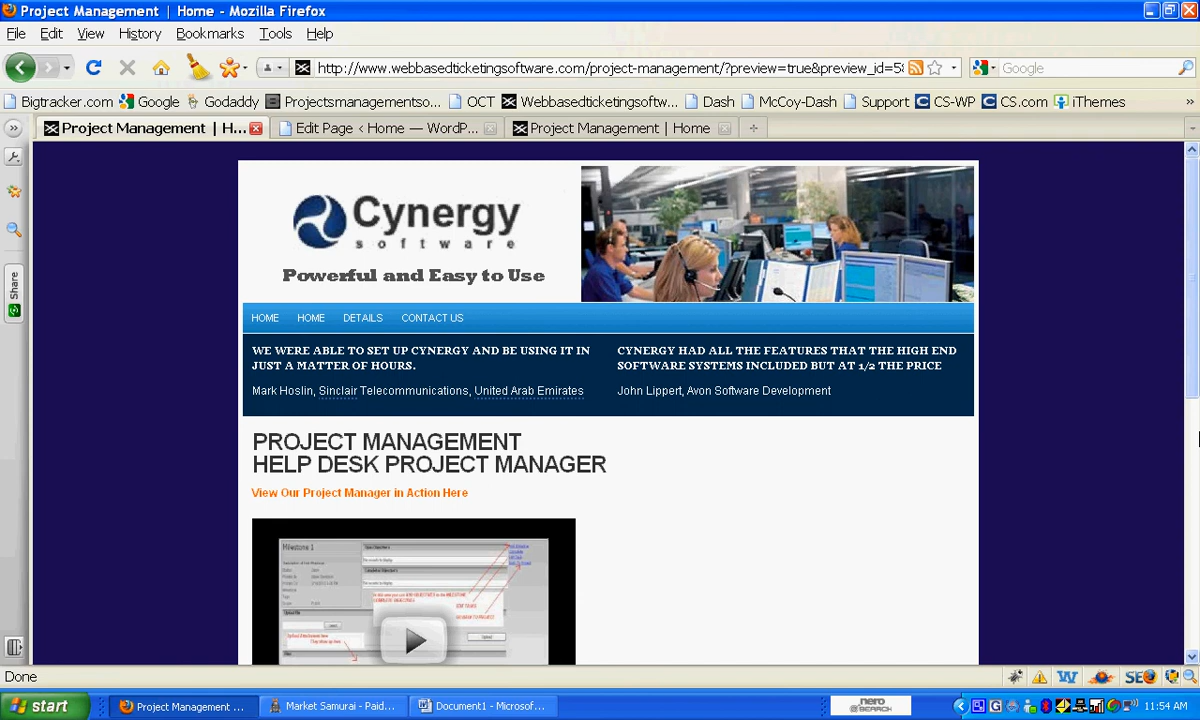 Project Management | Home - Mozilla Firefox
File Edit View History Bookmarks Tools Help
http://www.webbasedticketingsoftware.com/project-management/?preview=true&preview_id=5
Google
Bigtracker.com Google Godaddy Projectsmanagementso... OCT Webbasedticketingsoftw... Dash McCoy-Dash Support CS-WP CS.com iThemes »
Project Management | H... Edit Page ‹ Home — WordP... Project Management | Home
Share
Cynergy
software
Powerful and Easy to Use
HOME HOME DETAILS CONTACT US
WE WERE ABLE TO SET UP CYNERGY AND BE USING IT IN
JUST A MATTER OF HOURS.
Mark Hoslin, Sinclair Telecommunications, United Arab Emirates
CYNERGY HAD ALL THE FEATURES THAT THE HIGH END
SOFTWARE SYSTEMS INCLUDED BUT AT 1/2 THE PRICE
John Lippert, Avon Software Development
PROJECT MANAGEMENT
HELP DESK PROJECT MANAGER
View Our Project Manager in Action Here
Milestone 1
Upload
Done
SEO
start Project Management ... Market Samurai - Paid... Document1 - Microsof... nero SEARCH 11:54 AM